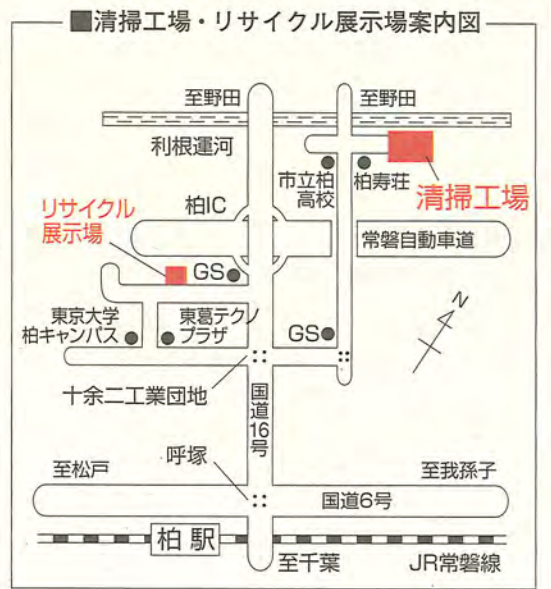 ■清掃工場・リサイクル展示場案内図
至野田
至野田
利根運河
市立柏
高校
柏寿荘
清掃工場
リサイクル
展示場
柏IC
常磐自動車道
GS
N
東京大学
柏キャンパス
東葛テクノ
プラザ
GS
十余二工業団地
国道16号
呼塚
至松戸
至我孫子
国道6号
柏駅
至千葉
JR常磐線